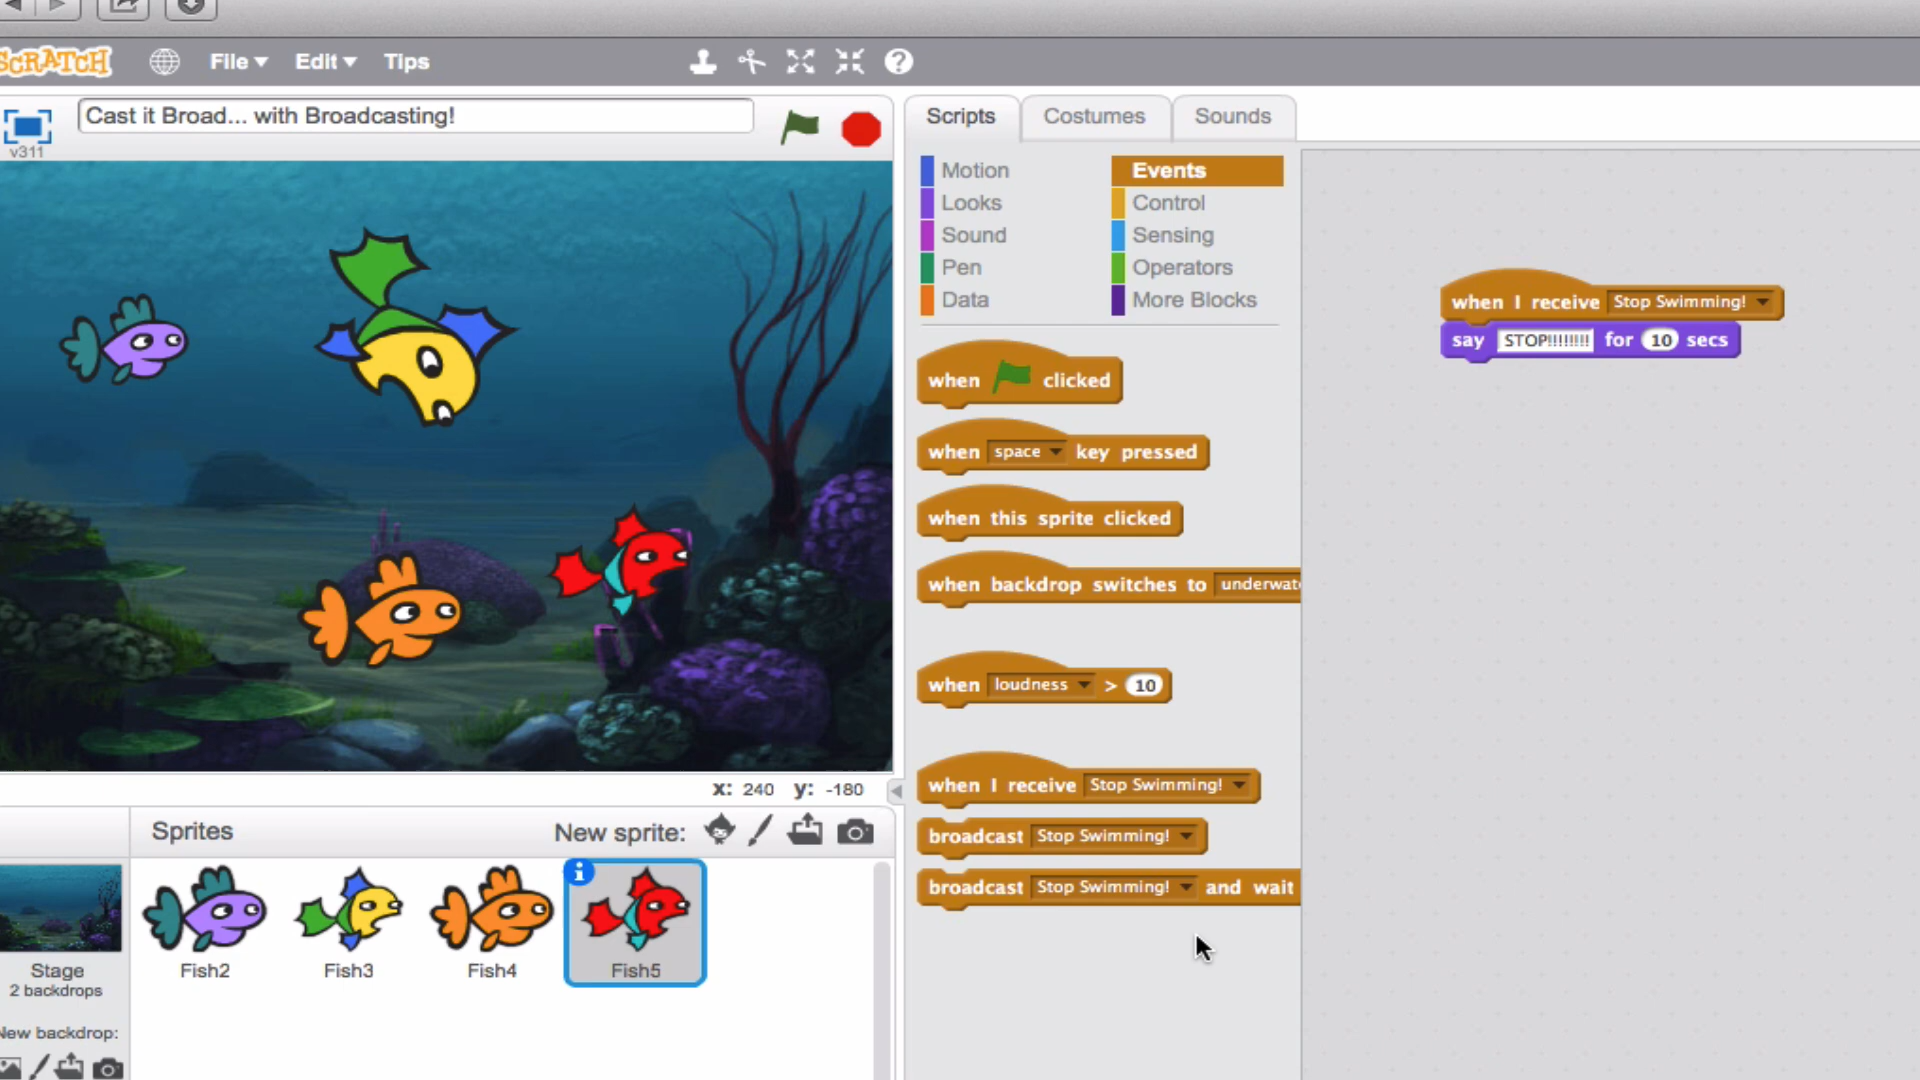 SCRATCH File Edit Tips
Cast it Broad... with Broadcasting!
v311
Scripts Costumes Sounds
Motion Events
Looks Control
Sound Sensing
Pen Operators
Data More Blocks
when clicked
when space key pressed
when this sprite clicked
when backdrop switches to underwat
when loudness > 10
when I receive Stop Swimming!
broadcast Stop Swimming!
broadcast Stop Swimming! and wait
when I receive Stop Swimming!
say STOP!!!!!!!! for 10 secs
x: 240 y: -180
Sprites New sprite:
Fish2 Fish3 Fish4 Fish5
Stage
2 backdrops
New backdrop: